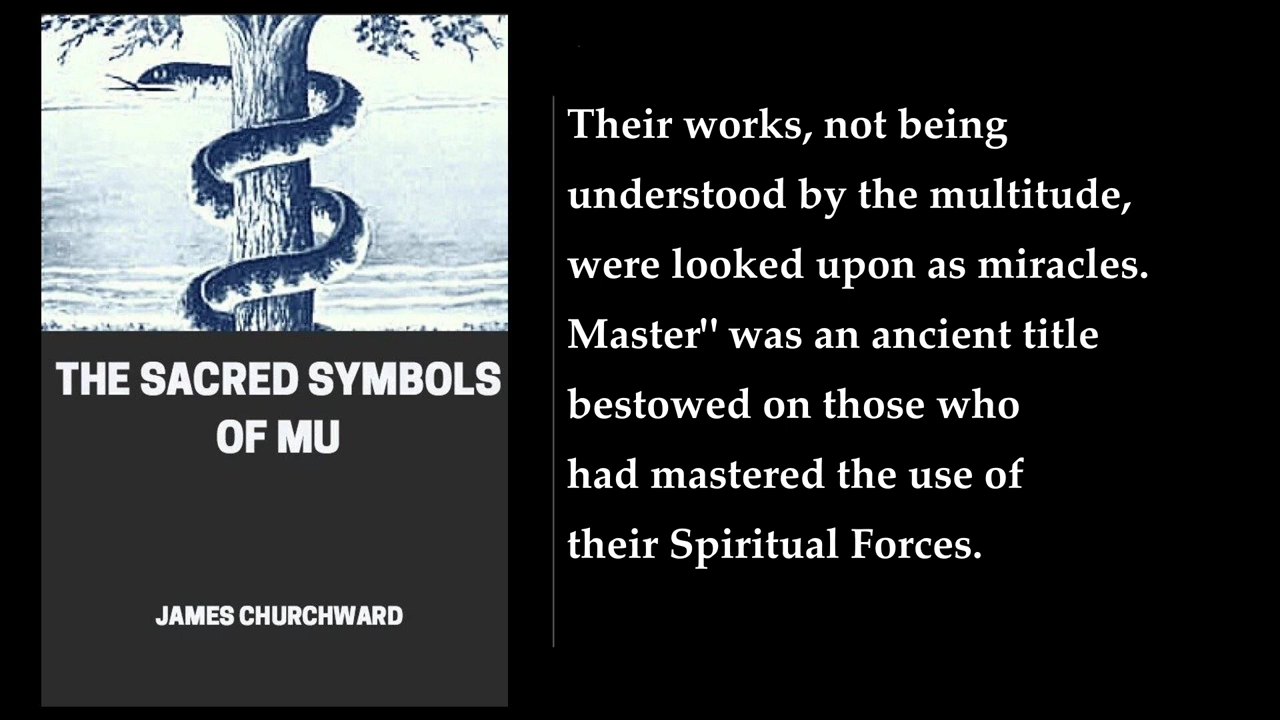 THE SACRED SYMBOLS
OF MU
JAMES CHURCHWARD
Their works, not being
understood by the multitude,
were looked upon as miracles.
Master" was an ancient title
bestowed on those who
had mastered the use of
their Spiritual Forces.